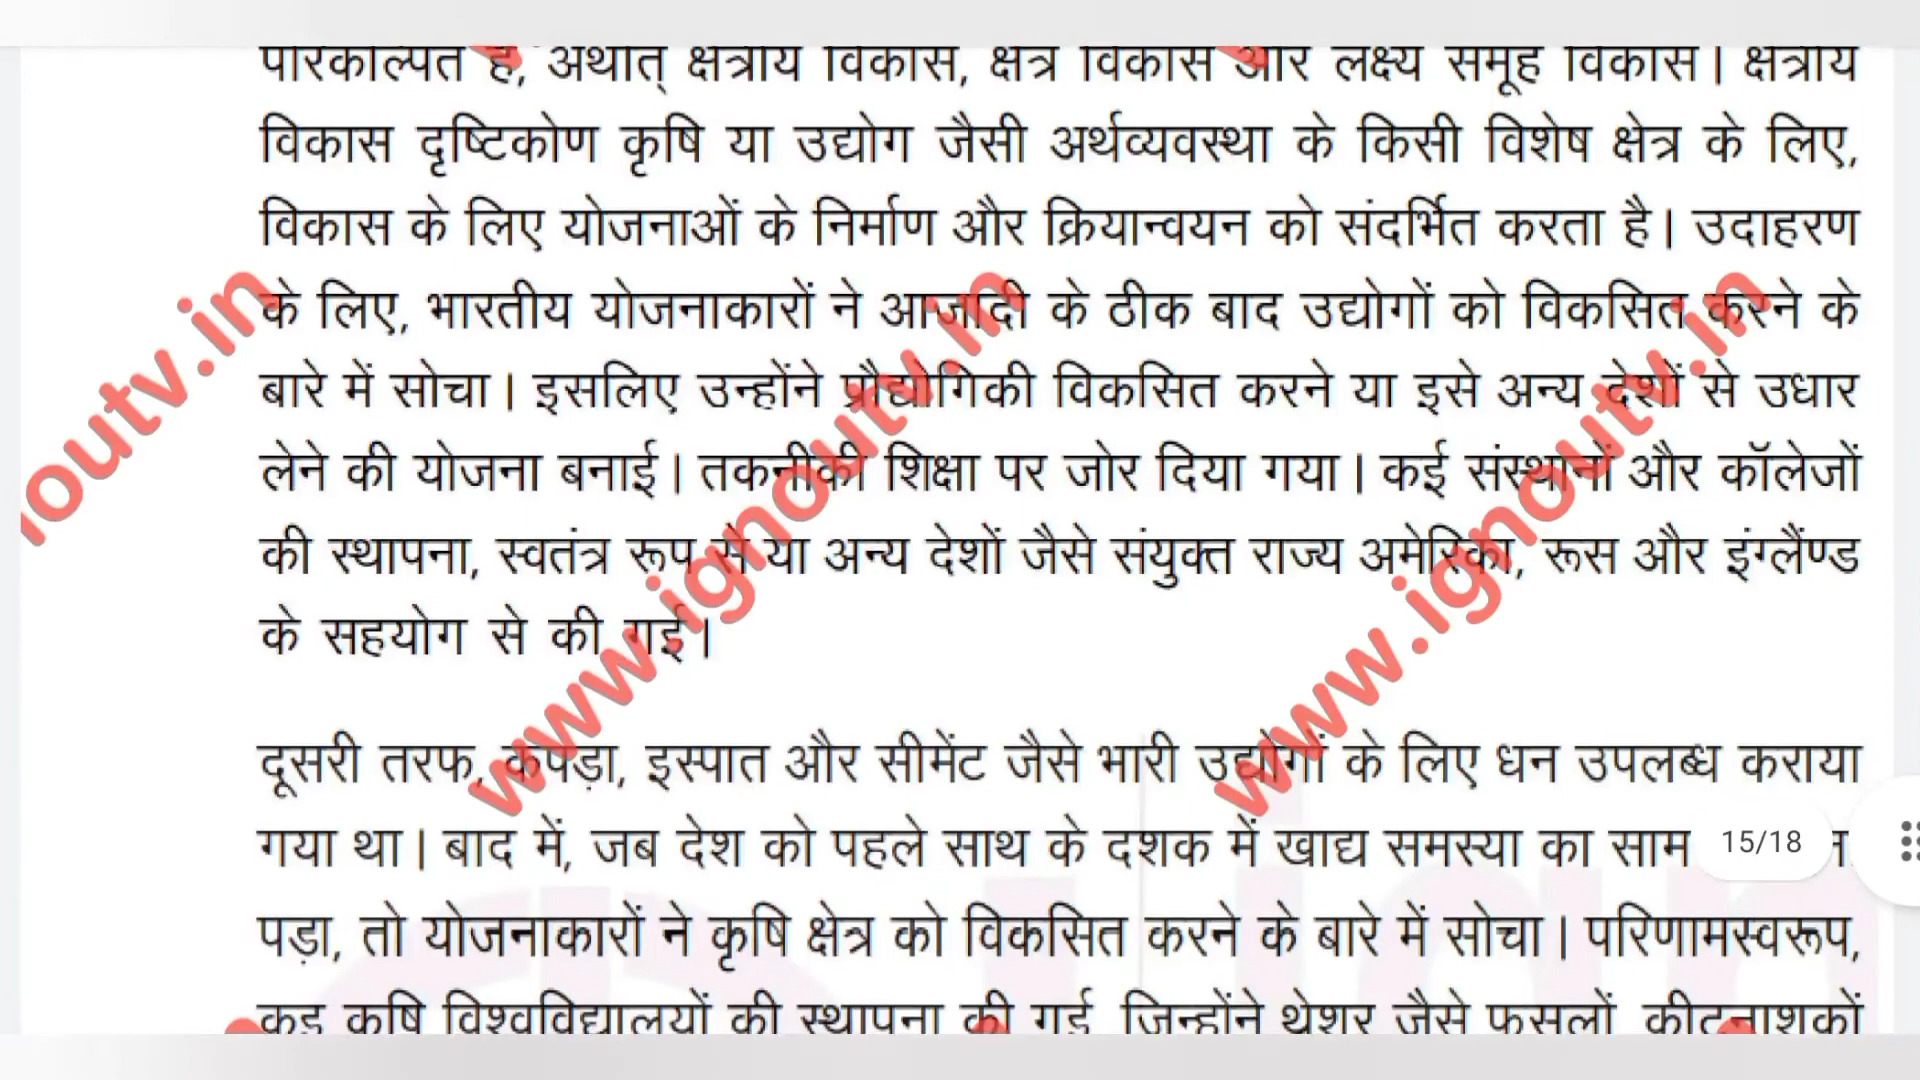 परिकल्पित है, अर्थात् क्षेत्रीय विकास, क्षेत्र विकास और लक्ष्य समूह विकास। क्षेत्रीय
विकास दृष्टिकोण कृषि या उद्योग जैसी अर्थव्यवस्था के किसी विशेष क्षेत्र के लिए,
विकास के लिए योजनाओं के निर्माण और क्रियान्वयन को संदर्भित करता है। उदाहरण
के लिए, भारतीय योजनाकारों ने आजादी के ठीक बाद उद्योगों को विकसित करने के
बारे में सोचा। इसलिए उन्होंने प्रौद्योगिकी विकसित करने या इसे अन्य देशों से उधार
लेने की योजना बनाई। तकनीकी शिक्षा पर जोर दिया गया। कई संस्थानों और कॉलेजों
की स्थापना, स्वतंत्र रूप से या अन्य देशों जैसे संयुक्त राज्य अमेरिका, रूस और इंग्लैण्ड
के सहयोग से की गई।
दूसरी तरफ, कपड़ा, इस्पात और सीमेंट जैसे भारी उद्योगों के लिए धन उपलब्ध कराया
गया था। बाद में, जब देश को पहले साथ के दशक में खाद्य समस्या का साम
15/18
पड़ा, तो योजनाकारों ने कृषि क्षेत्र को विकसित करने के बारे में सोचा। परिणामस्वरूप,
कई कृषि विश्वविद्यालयों की स्थापना की गई, जिन्होंने थ्रेशर जैसे फसलों, कीटनाशकों
noutv.in
www.ignoutv.in
www.ignoutv.in